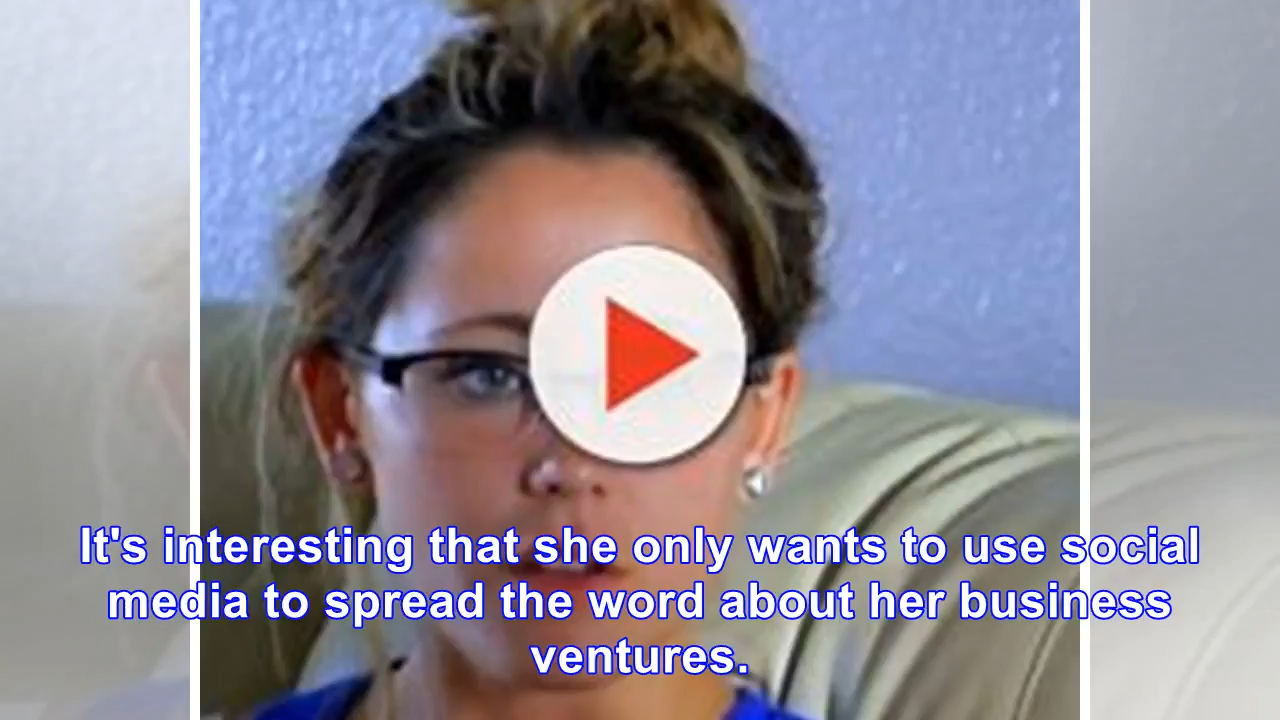 It's interesting that she only wants to use social
media to spread the word about her business
ventures.